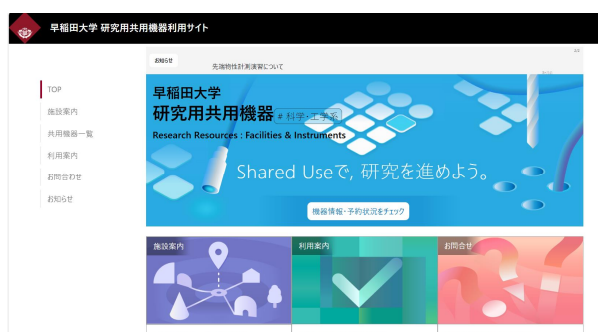 早稲田大学 研究用共用機器利用サイト
お知らせ
先端物性計測演習について
TOP
施設案内
共用機器一覧
利用案内
お問合わせ
お知らせ
早稲田大学
研究用共用機器 # 科学・工学系
Research Resources : Facilities & Instruments
Shared Useで, 研究を進めよう。
機器情報・予約状況をチェック
施設案内
利用案内
お問合せ